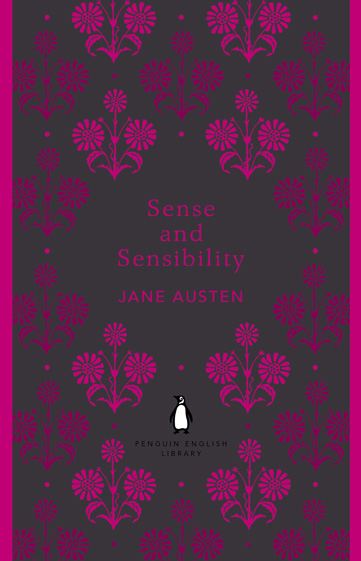 Sense
and
Sensibility
JANE AUSTEN
PENGUIN ENGLISH
LIBRARY